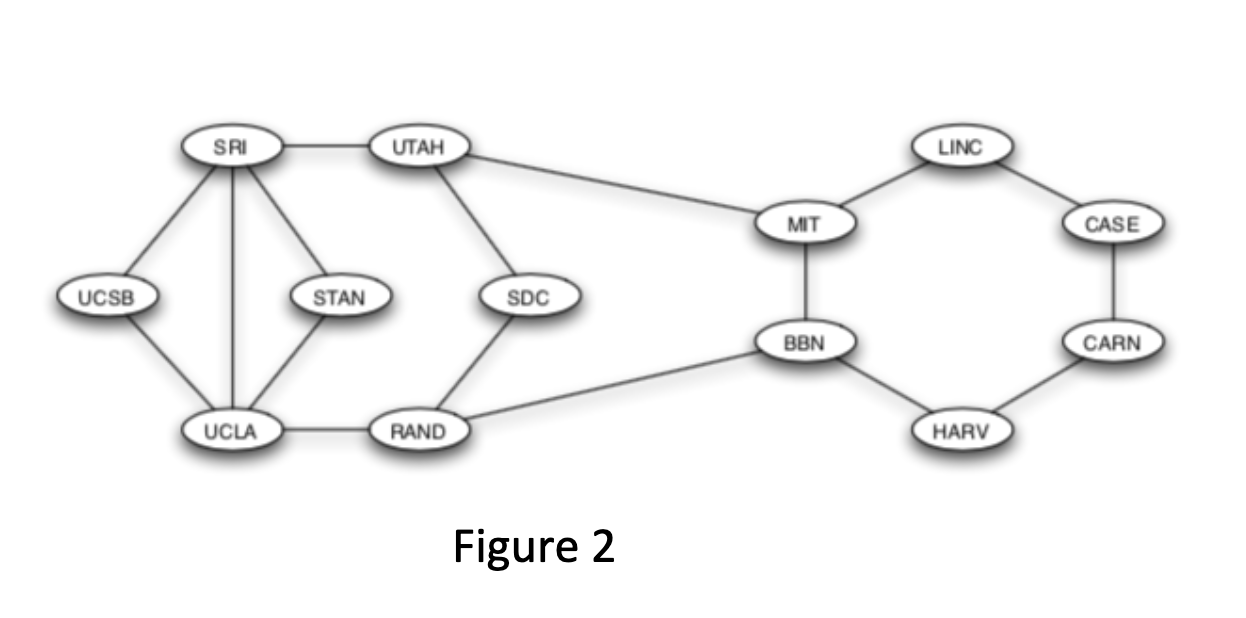 SRI UTAH LINC
MIT CASE
UCSB STAN SDC
BBN CARN
UCLA RAND HARV
Figure 2